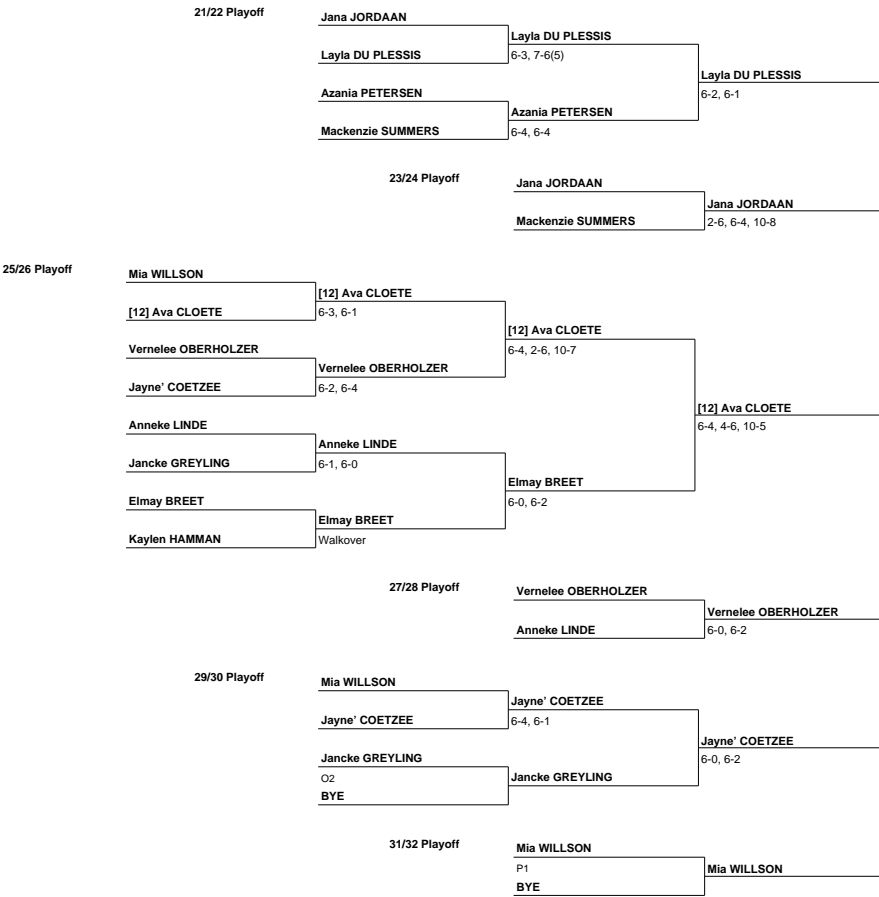 21/22 Playoff
Jana JORDAAN
Layla DU PLESSIS
Layla DU PLESSIS
6-3, 7-6(5)
Layla DU PLESSIS
6-2, 6-1
Azania PETERSEN
Azania PETERSEN
Mackenzie SUMMERS
6-4, 6-4
23/24 Playoff
Jana JORDAAN
Jana JORDAAN
Mackenzie SUMMERS
2-6, 6-4, 10-8
25/26 Playoff
Mia WILLSON
[12] Ava CLOETE
[12] Ava CLOETE
6-3, 6-1
[12] Ava CLOETE
6-4, 2-6, 10-7
Vernelee OBERHOLZER
Vernelee OBERHOLZER
Jayne' COETZEE
6-2, 6-4
[12] Ava CLOETE
6-4, 4-6, 10-5
Anneke LINDE
Anneke LINDE
Jancke GREYLING
6-1, 6-0
Elmay BREET
6-0, 6-2
Elmay BREET
Elmay BREET
Kaylen HAMMAN
Walkover
27/28 Playoff
Vernelee OBERHOLZER
Vernelee OBERHOLZER
Anneke LINDE
6-0, 6-2
29/30 Playoff
Mia WILLSON
Jayne' COETZEE
Jayne' COETZEE
6-4, 6-1
Jayne' COETZEE
6-0, 6-2
Jancke GREYLING
O2
Jancke GREYLING
BYE
31/32 Playoff
Mia WILLSON
P1
Mia WILLSON
BYE